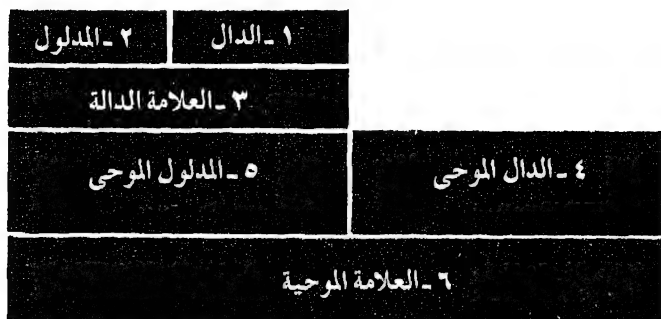 ١ ـ الدال
٢ ـ المدلول
٣ ـ العلامة الدالة
٤ ـ الدال الموحى
٥ ـ المدلول الموحى
٦ ـ العلامة الموحية